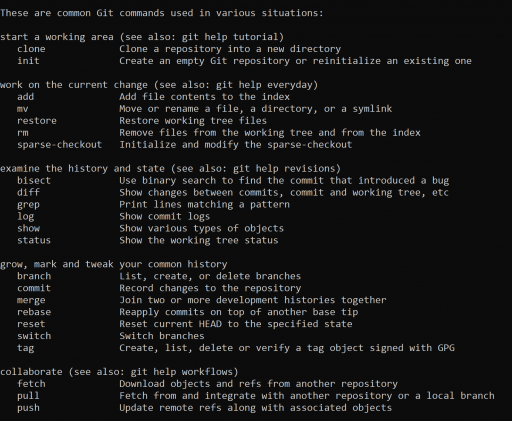 These are common Git commands used in various situations:

start a working area (see also: git help tutorial)
   clone             Clone a repository into a new directory
   init              Create an empty Git repository or reinitialize an existing one

work on the current change (see also: git help everyday)
   add               Add file contents to the index
   mv                Move or rename a file, a directory, or a symlink
   restore           Restore working tree files
   rm                Remove files from the working tree and from the index
   sparse-checkout   Initialize and modify the sparse-checkout

examine the history and state (see also: git help revisions)
   bisect            Use binary search to find the commit that introduced a bug
   diff              Show changes between commits, commit and working tree, etc
   grep              Print lines matching a pattern
   log               Show commit logs
   show              Show various types of objects
   status            Show the working tree status

grow, mark and tweak your common history
   branch            List, create, or delete branches
   commit            Record changes to the repository
   merge             Join two or more development histories together
   rebase            Reapply commits on top of another base tip
   reset             Reset current HEAD to the specified state
   switch            Switch branches
   tag               Create, list, delete or verify a tag object signed with GPG

collaborate (see also: git help workflows)
   fetch             Download objects and refs from another repository
   pull              Fetch from and integrate with another repository or a local branch
   push              Update remote refs along with associated objects